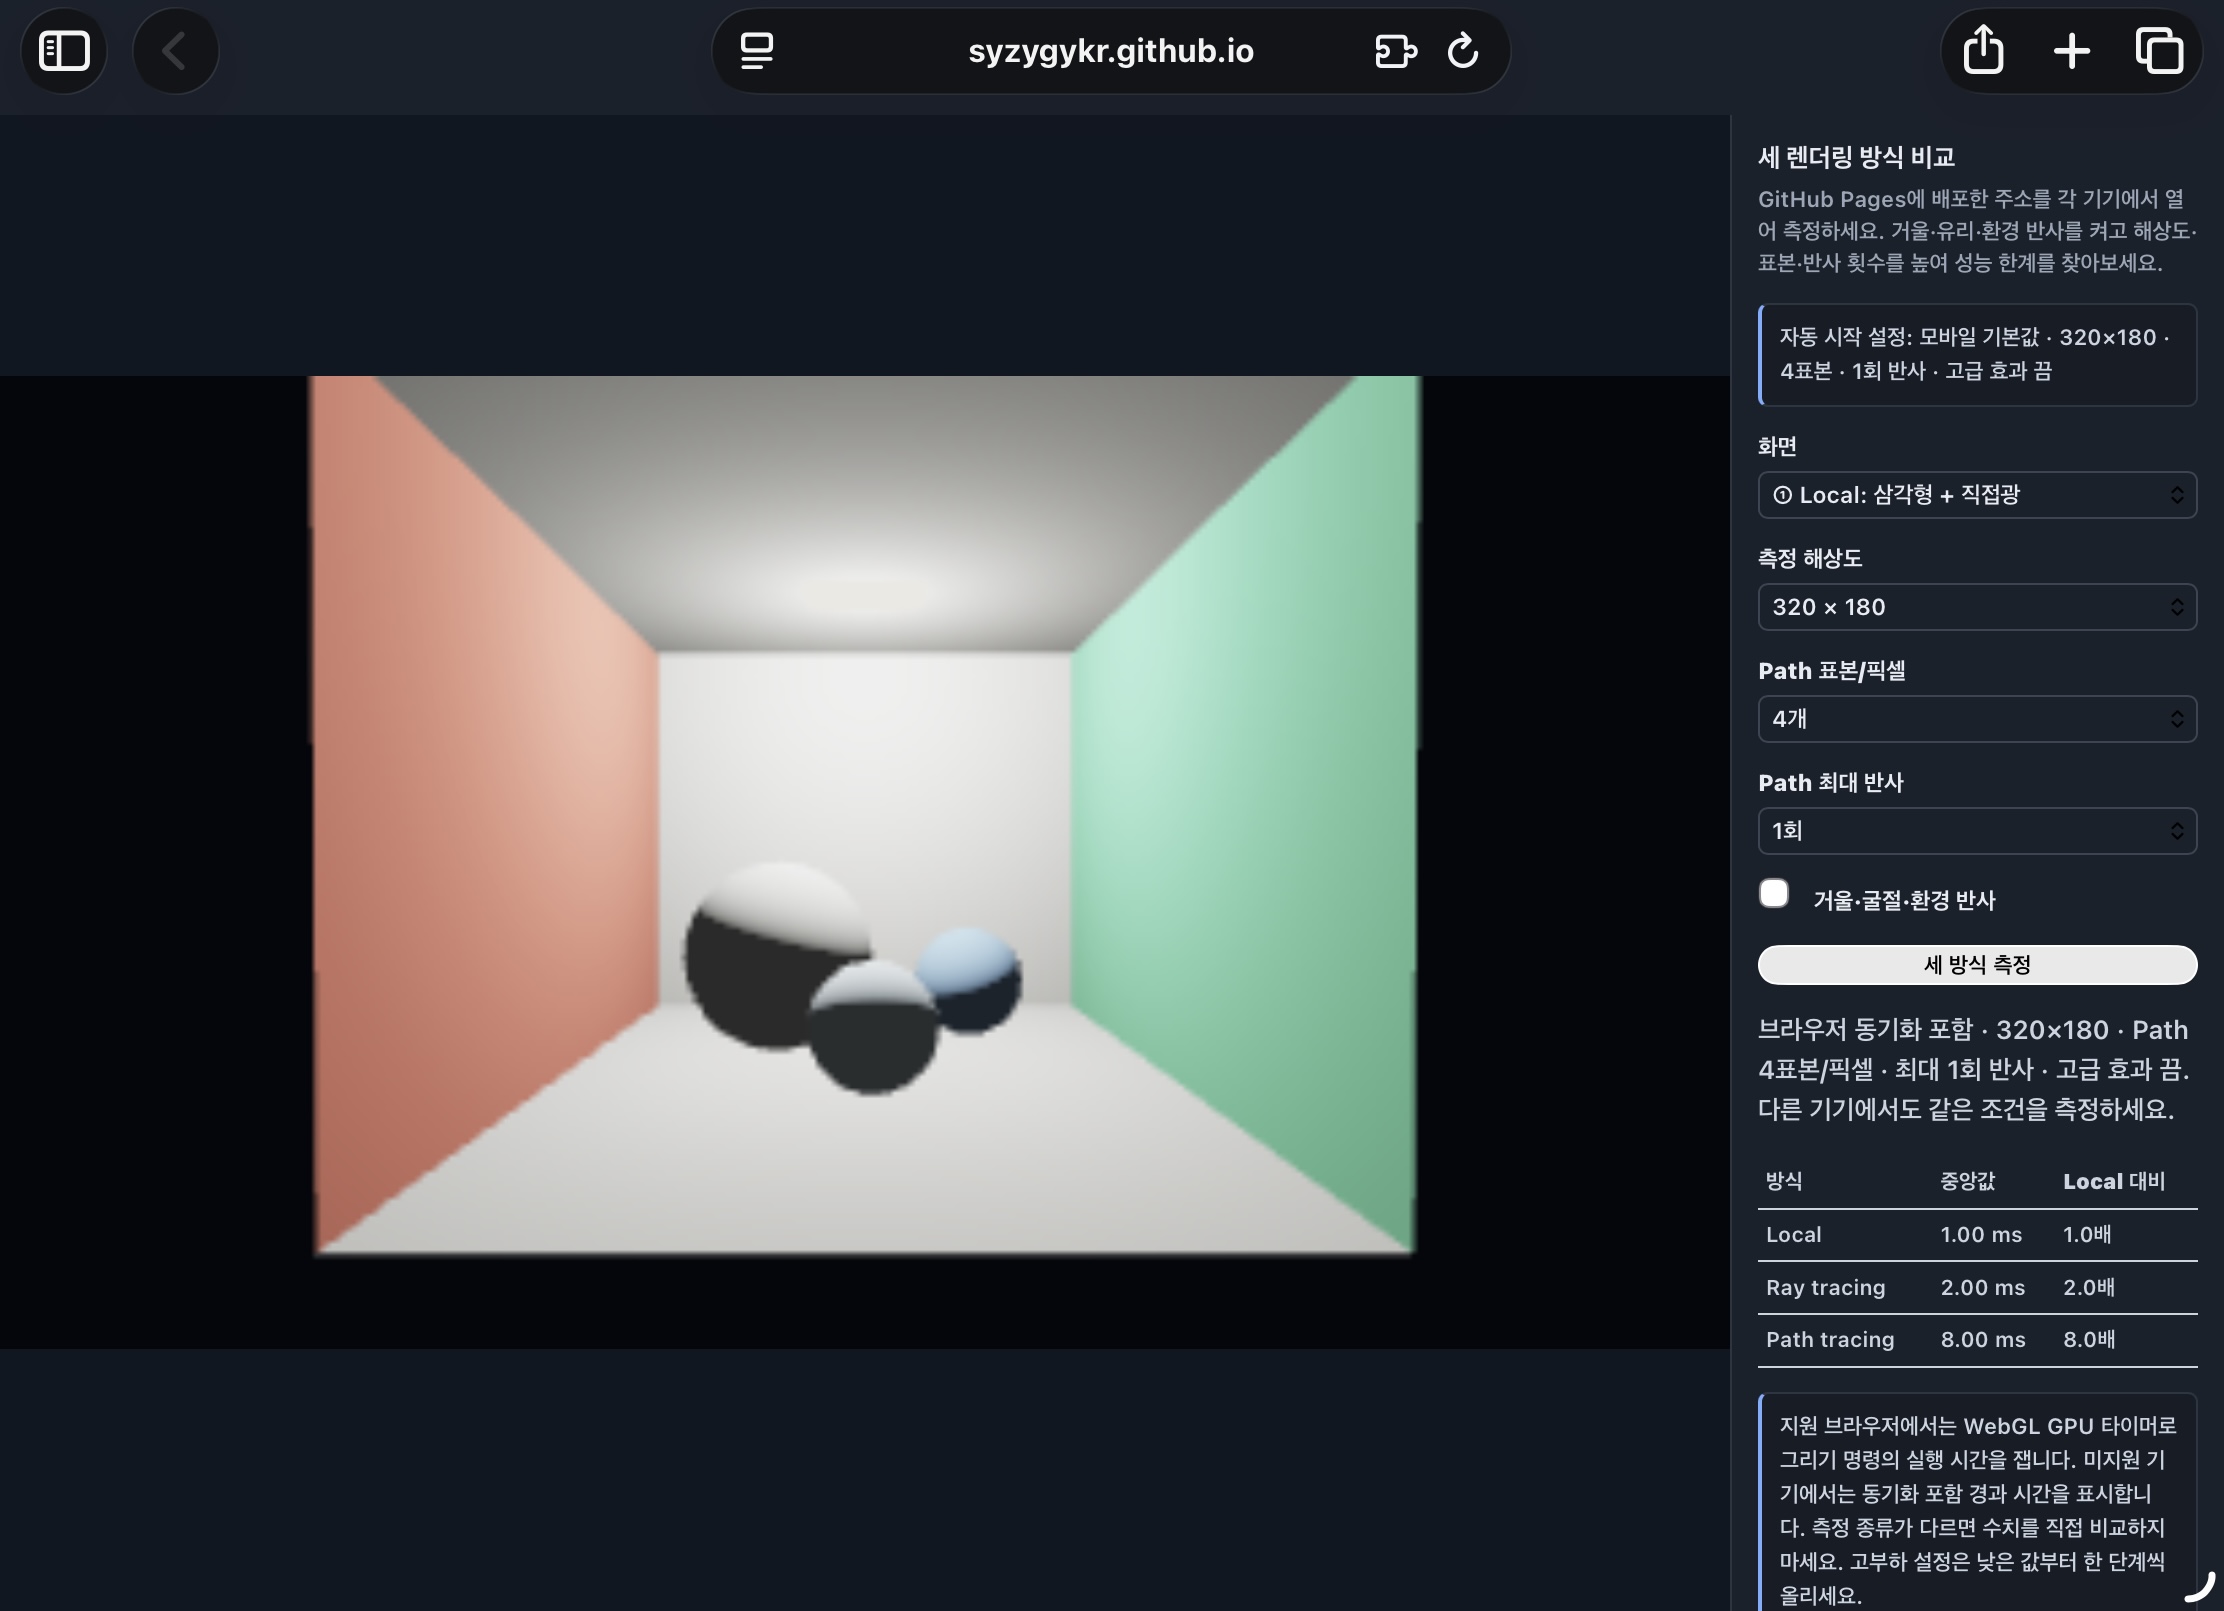 syzygykr.github.io
세 렌더링 방식 비교
GitHub Pages에 배포한 주소를 각 기기에서 열
어 측정하세요. 거울·유리·환경 반사를 켜고 해상도·
표본·반사 횟수를 높여 성능 한계를 찾아보세요.
자동 시작 설정: 모바일 기본값 · 320×180 ·
4표본 · 1회 반사 · 고급 효과 끔
화면
① Local: 삼각형 + 직접광
측정 해상도
320 × 180
Path 표본/픽셀
4개
Path 최대 반사
1회
거울·굴절·환경 반사
세 방식 측정
브라우저 동기화 포함 · 320×180 · Path
4표본/픽셀 · 최대 1회 반사 · 고급 효과 끔.
다른 기기에서도 같은 조건을 측정하세요.
방식 중앙값 Local 대비
Local 1.00 ms 1.0배
Ray tracing 2.00 ms 2.0배
Path tracing 8.00 ms 8.0배
지원 브라우저에서는 WebGL GPU 타이머로
그리기 명령의 실행 시간을 잽니다. 미지원 기
기에서는 동기화 포함 경과 시간을 표시합니
다. 측정 종류가 다르면 수치를 직접 비교하지
마세요. 고부하 설정은 낮은 값부터 한 단계씩
올리세요.